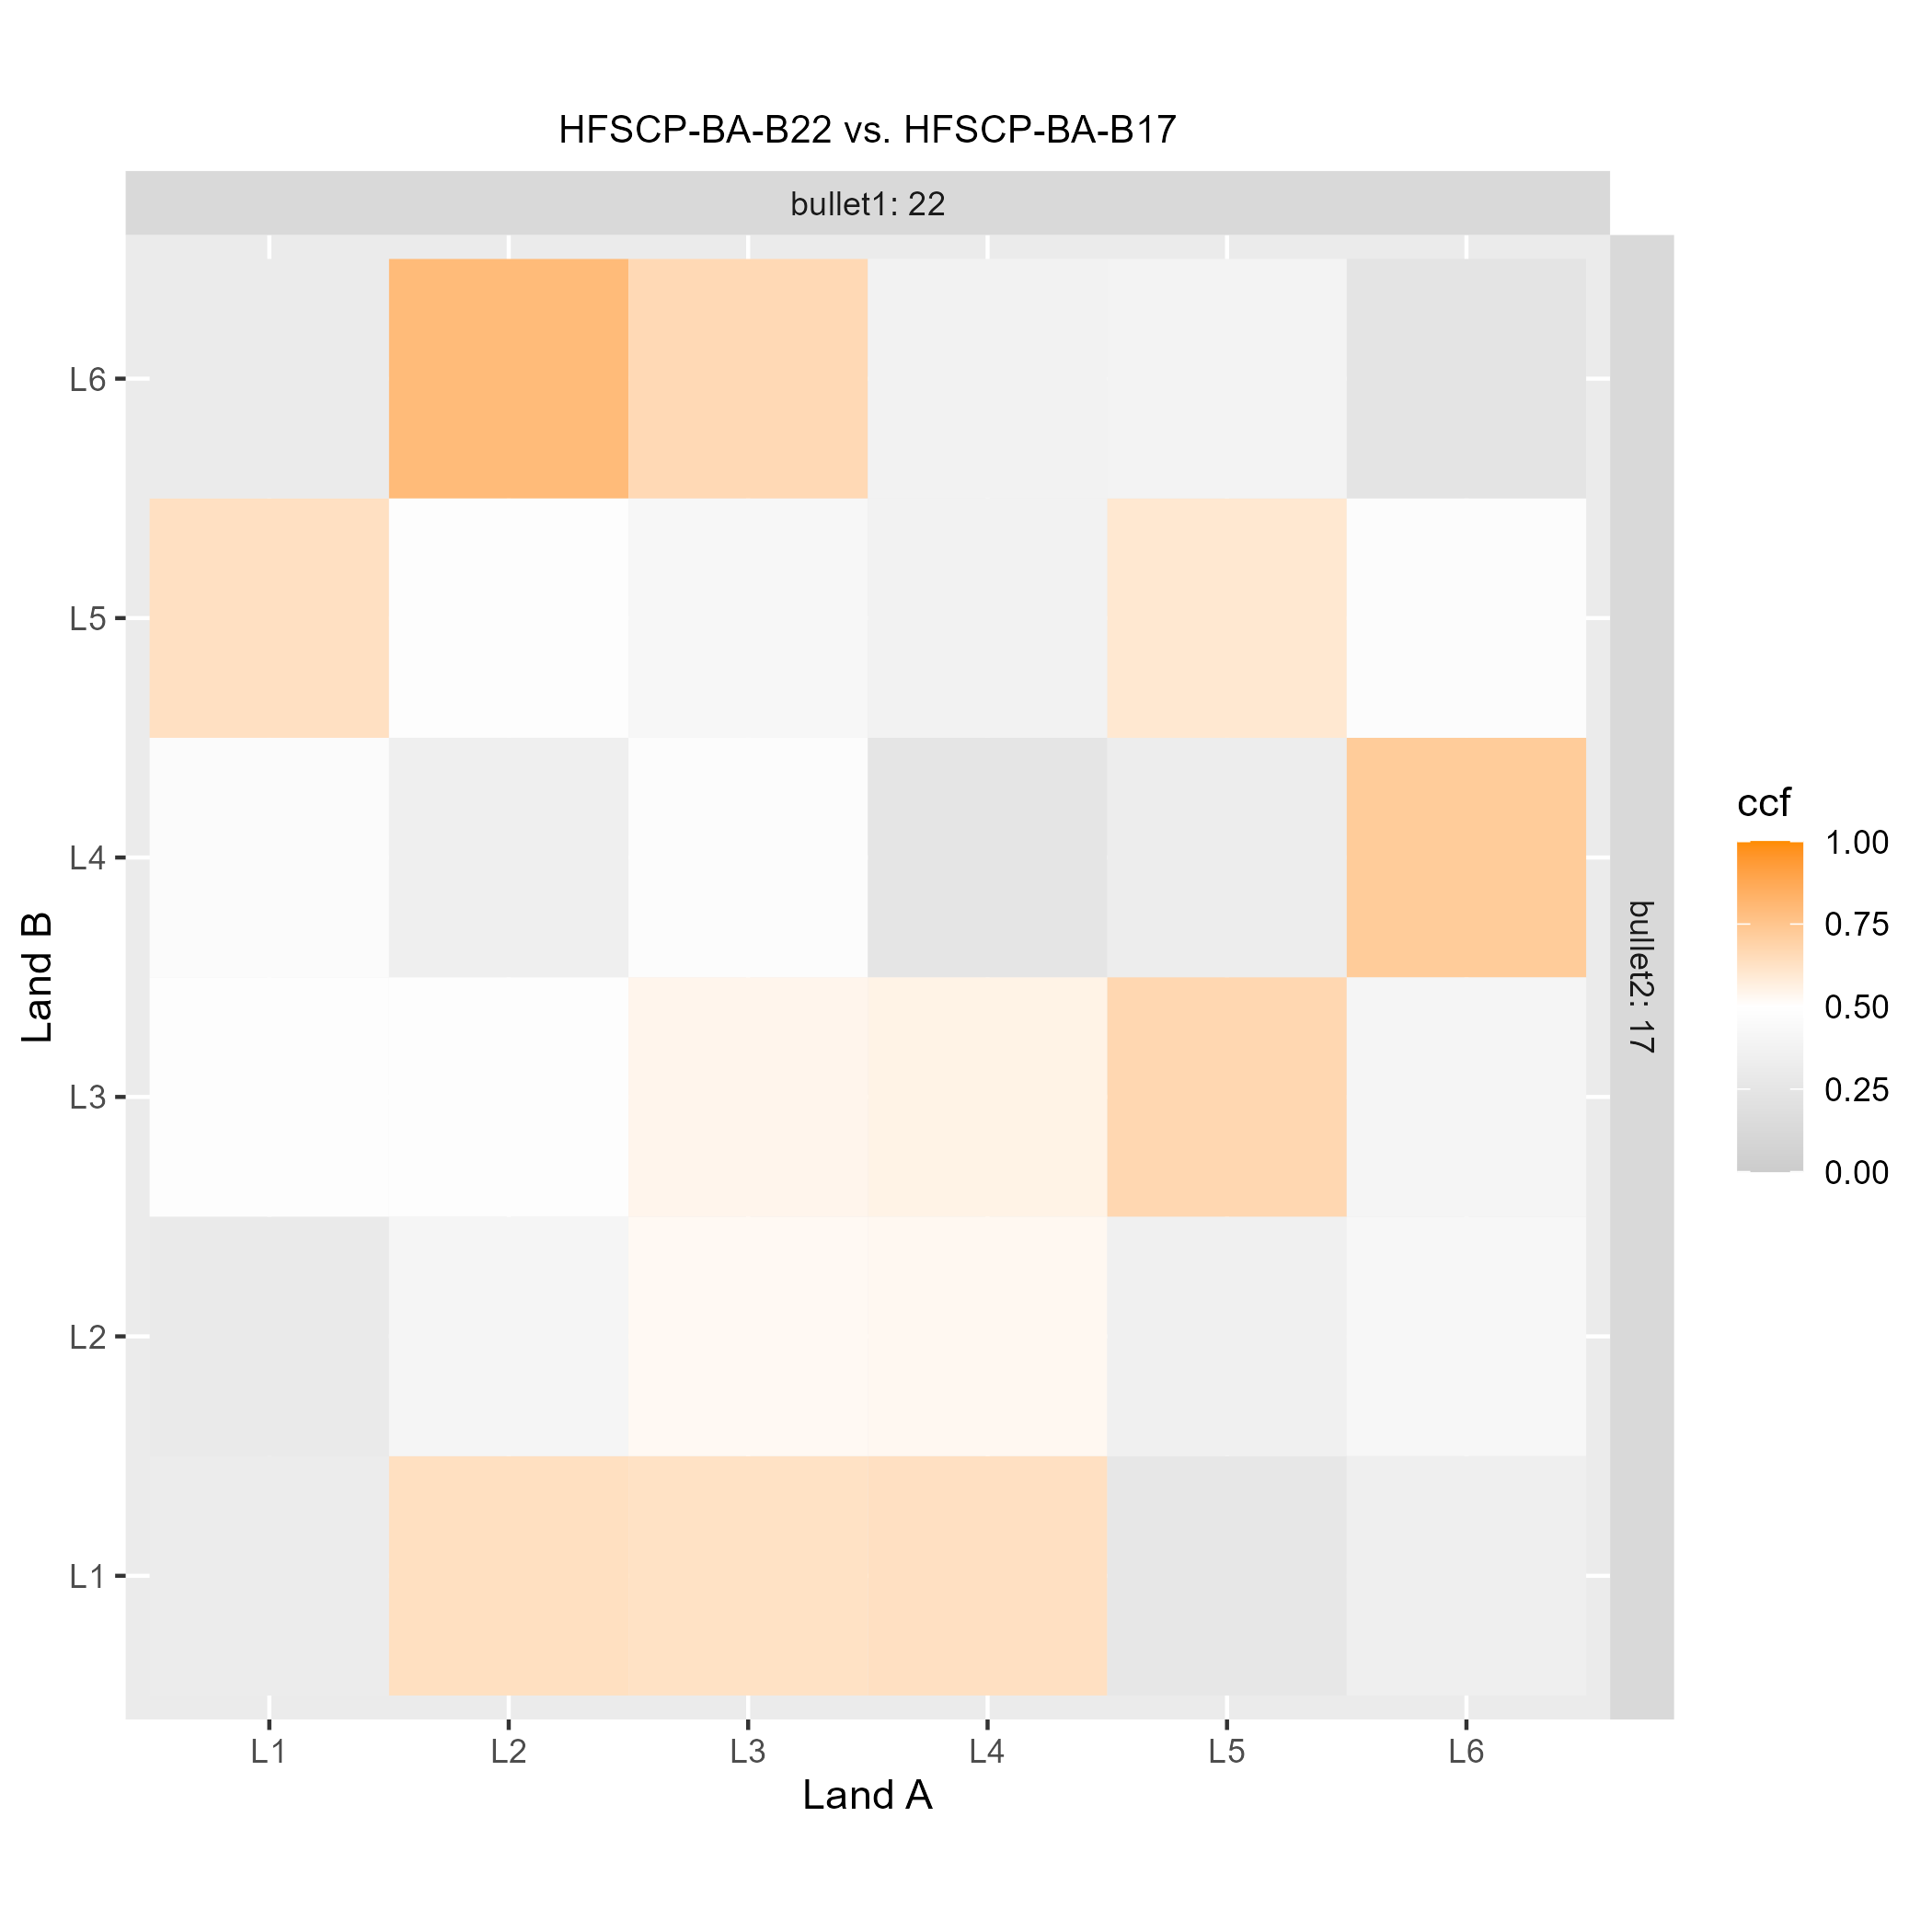 HFSCP-BA-B22 vs. HFSCP-BA-B17
bullet1: 22
L6
L5
L4
L3
L2
L1
Land B
bullet2: 17
L1 L2 L3 L4 L5 L6
Land A
ccf
1.00
0.75
0.50
0.25
0.00